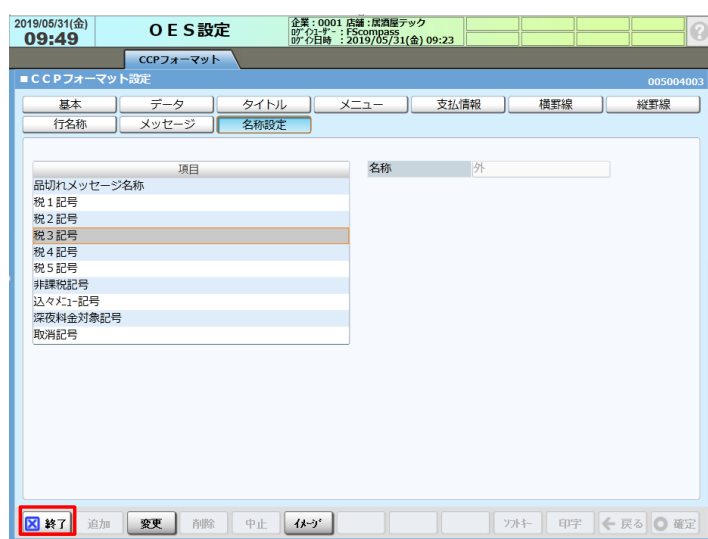 2019/05/31(金)
09:49
ＯＥＳ設定
企業：0001 店舗：居酒屋テック
ﾛｸﾞｲﾝﾕｰｻﾞｰ：FScompass
ﾛｸﾞｲﾝ日時 ：2019/05/31(金) 09:23
?
CCPフォーマット
■ＣＣＰフォーマット設定
005004003
基本 データ タイトル メニュー 支払情報 横罫線 縦罫線
行名称 メッセージ 名称設定
項目
名称 外
品切れメッセージ名称
税１記号
税２記号
税３記号
税４記号
税５記号
非課税記号
込々ﾒﾆｭｰ記号
深夜料金対象記号
取消記号
終了 追加 変更 削除 中止 ｲﾒｰｼﾞ ｿﾌﾄｷｰ 印字 戻る 確定